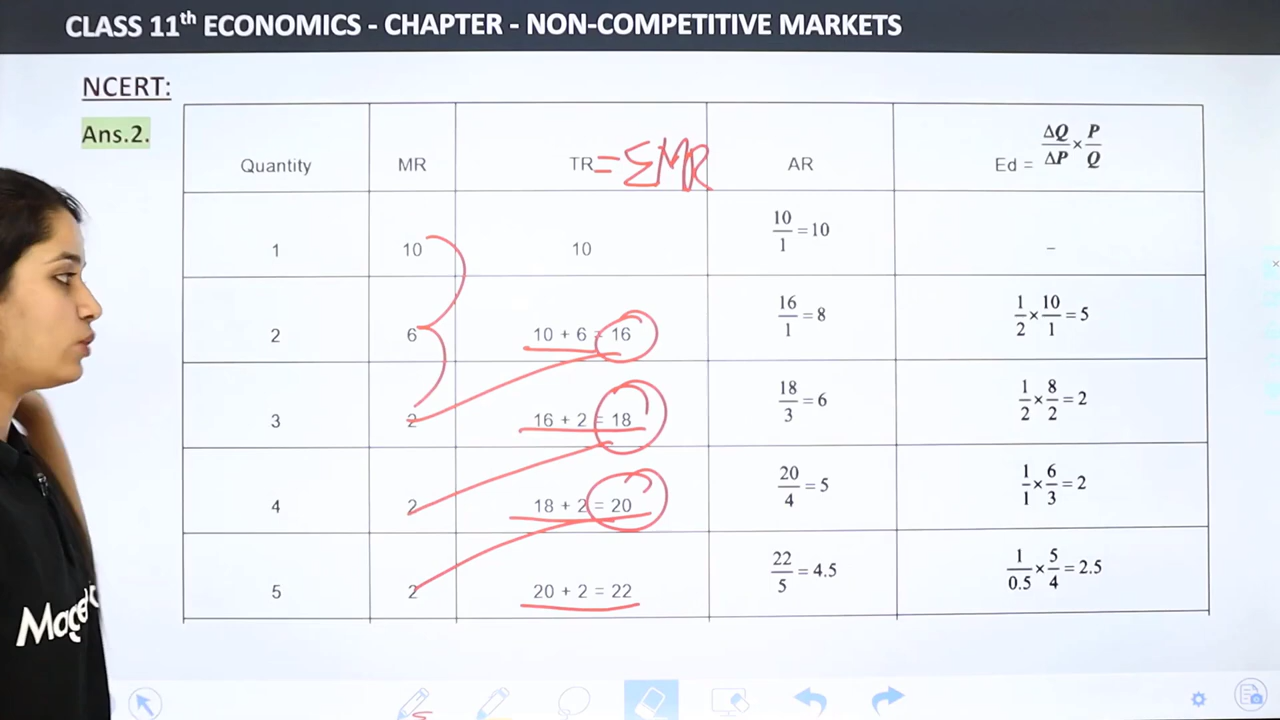 CLASS 11th ECONOMICS - CHAPTER - NON-COMPETITIVE MARKETS
NCERT:
Ans.2.
Quantity MR TR = ΣMR AR Ed = ΔQ/ΔP × P/Q
1 10 10 10/1 = 10 –
2 6 10 + 6 = 16 16/1 = 8 1/2 × 10/1 = 5
3 2 16 + 2 = 18 18/3 = 6 1/2 × 8/2 = 2
4 2 18 + 2 = 20 20/4 = 5 1/1 × 6/3 = 2
5 2 20 + 2 = 22 22/5 = 4.5 1/0.5 × 5/4 = 2.5